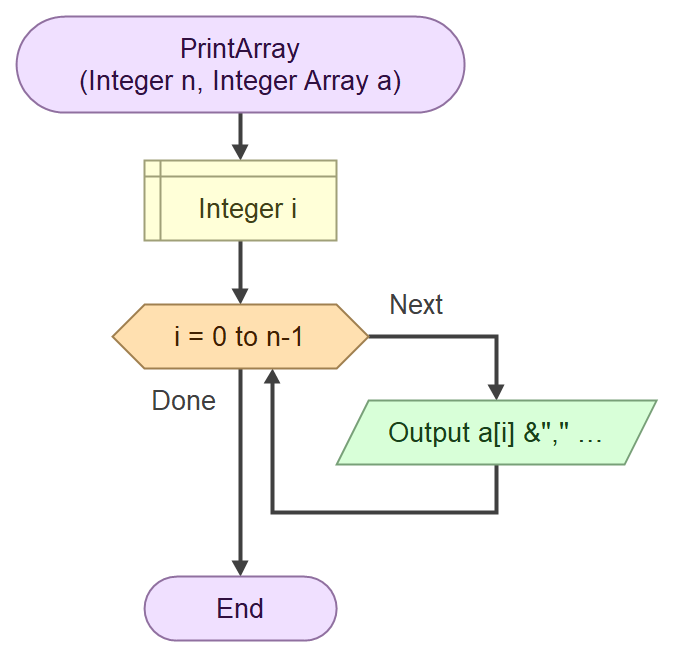 PrintArray
(Integer n, Integer Array a)
Integer i
i = 0 to n-1
Next
Done
Output a[i] &"," ...
End